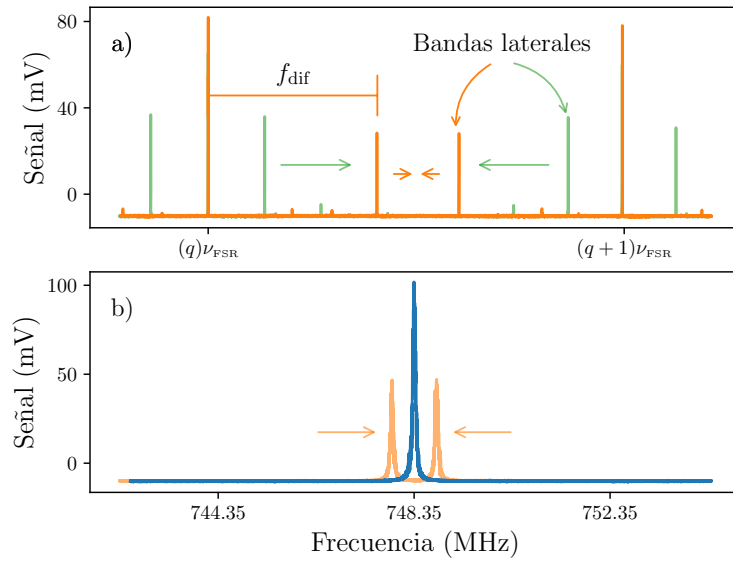 a)
Bandas laterales
f_dif
Señal (mV)
80
40
0
(q)ν_FSR
(q + 1)ν_FSR
b)
Señal (mV)
100
50
0
744.35
748.35
752.35
Frecuencia (MHz)